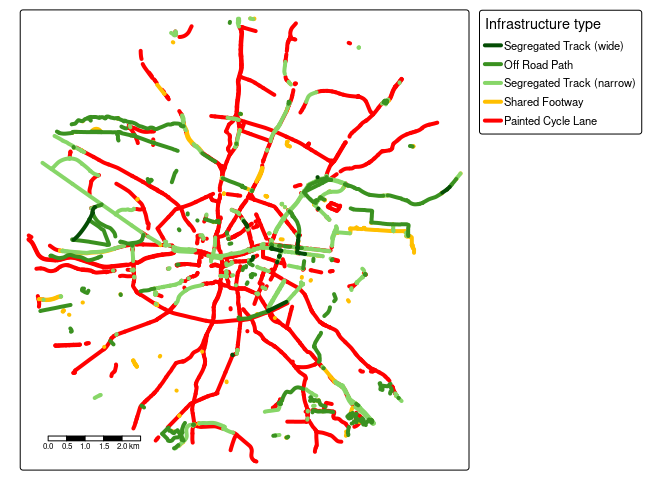 Infrastructure type
Segregated Track (wide)
Off Road Path
Segregated Track (narrow)
Shared Footway
Painted Cycle Lane
0.0 0.5 1.0 1.5 2.0 km